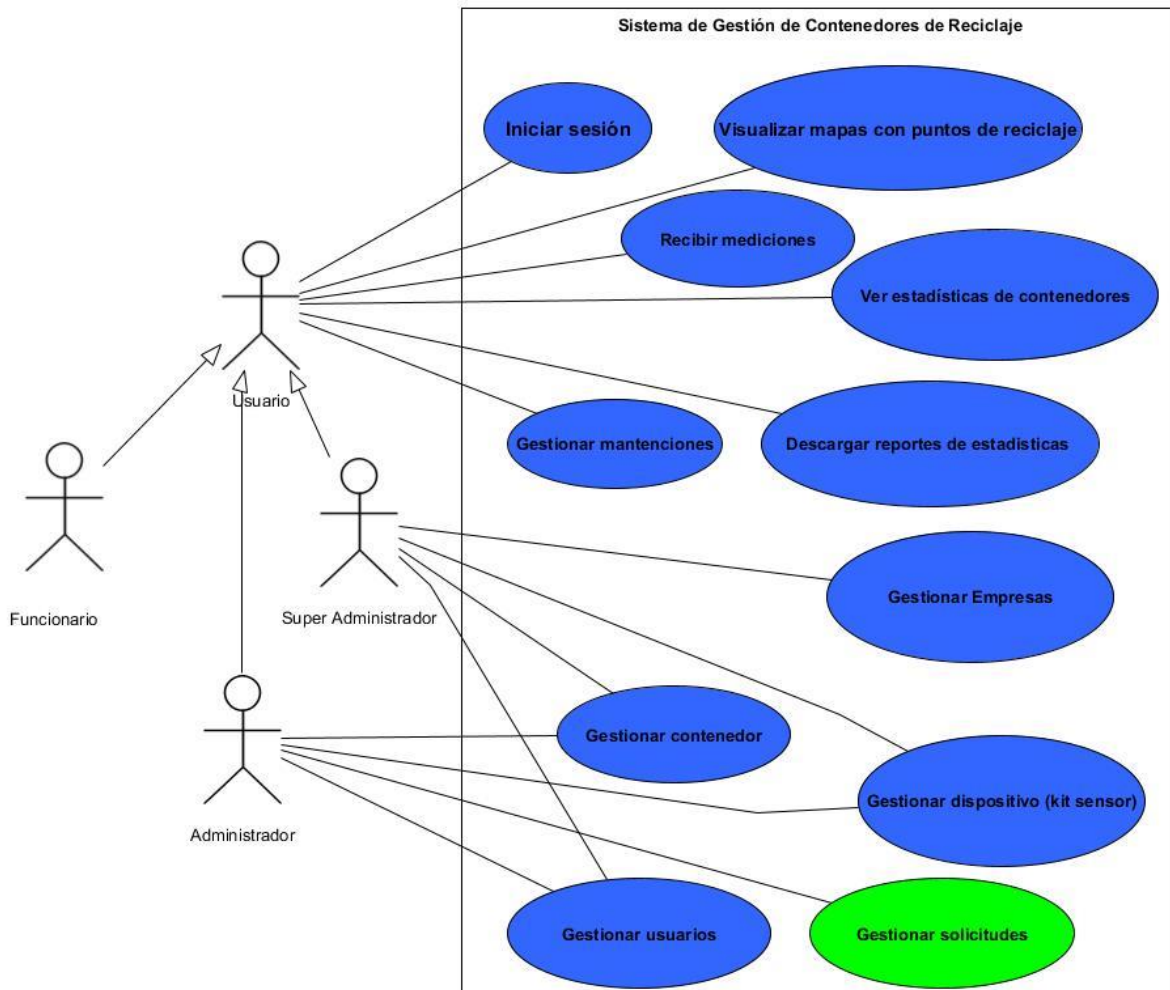 Sistema de Gestión de Contenedores de Reciclaje
Iniciar sesión
Visualizar mapas con puntos de reciclaje
Recibir mediciones
Ver estadísticas de contenedores
Usuario
Gestionar mantenciones
Descargar reportes de estadisticas
Funcionario
Super Administrador
Gestionar Empresas
Gestionar contenedor
Gestionar dispositivo (kit sensor)
Administrador
Gestionar usuarios
Gestionar solicitudes